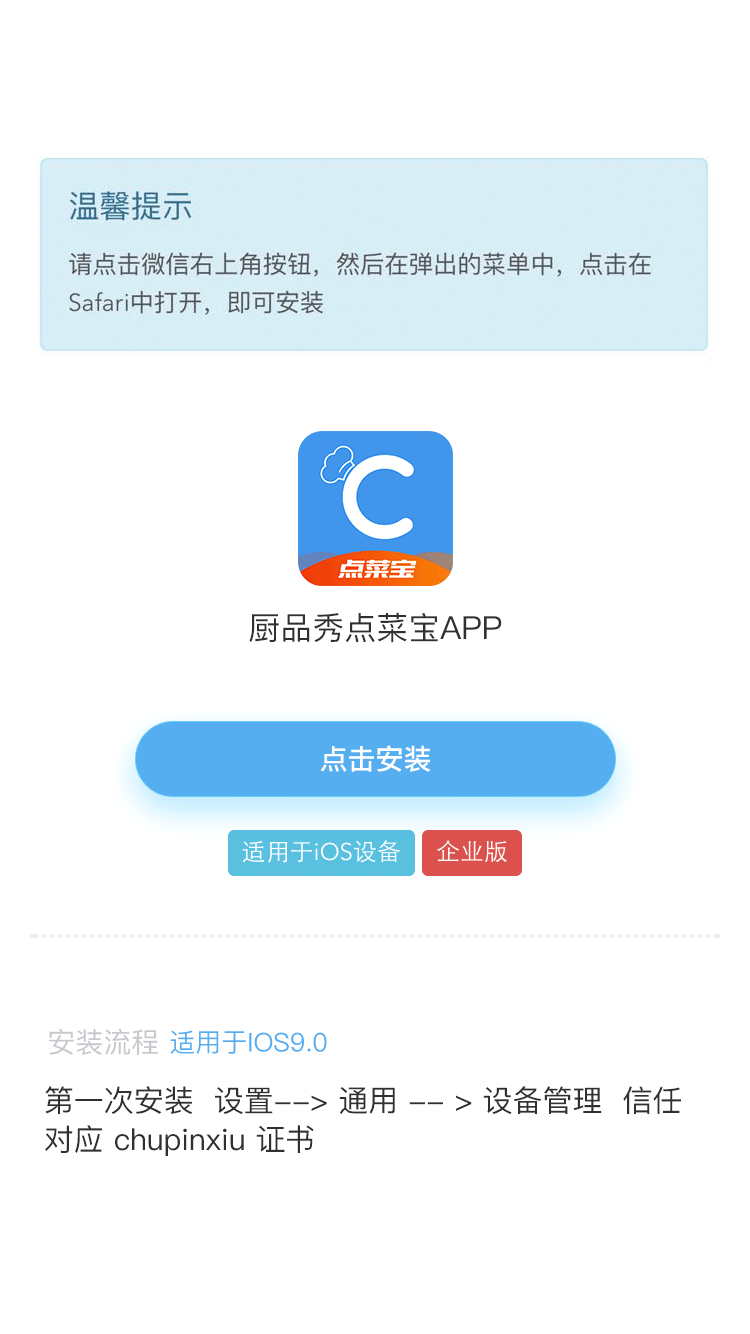 温馨提示
请点击微信右上角按钮，然后在弹出的菜单中，点击在
Safari中打开，即可安装
C
点菜宝
厨品秀点菜宝APP
点击安装
适用于iOS设备 企业版
安装流程 适用于IOS9.0
第一次安装 设置--> 通用 -- > 设备管理 信任
对应 chupinxiu 证书